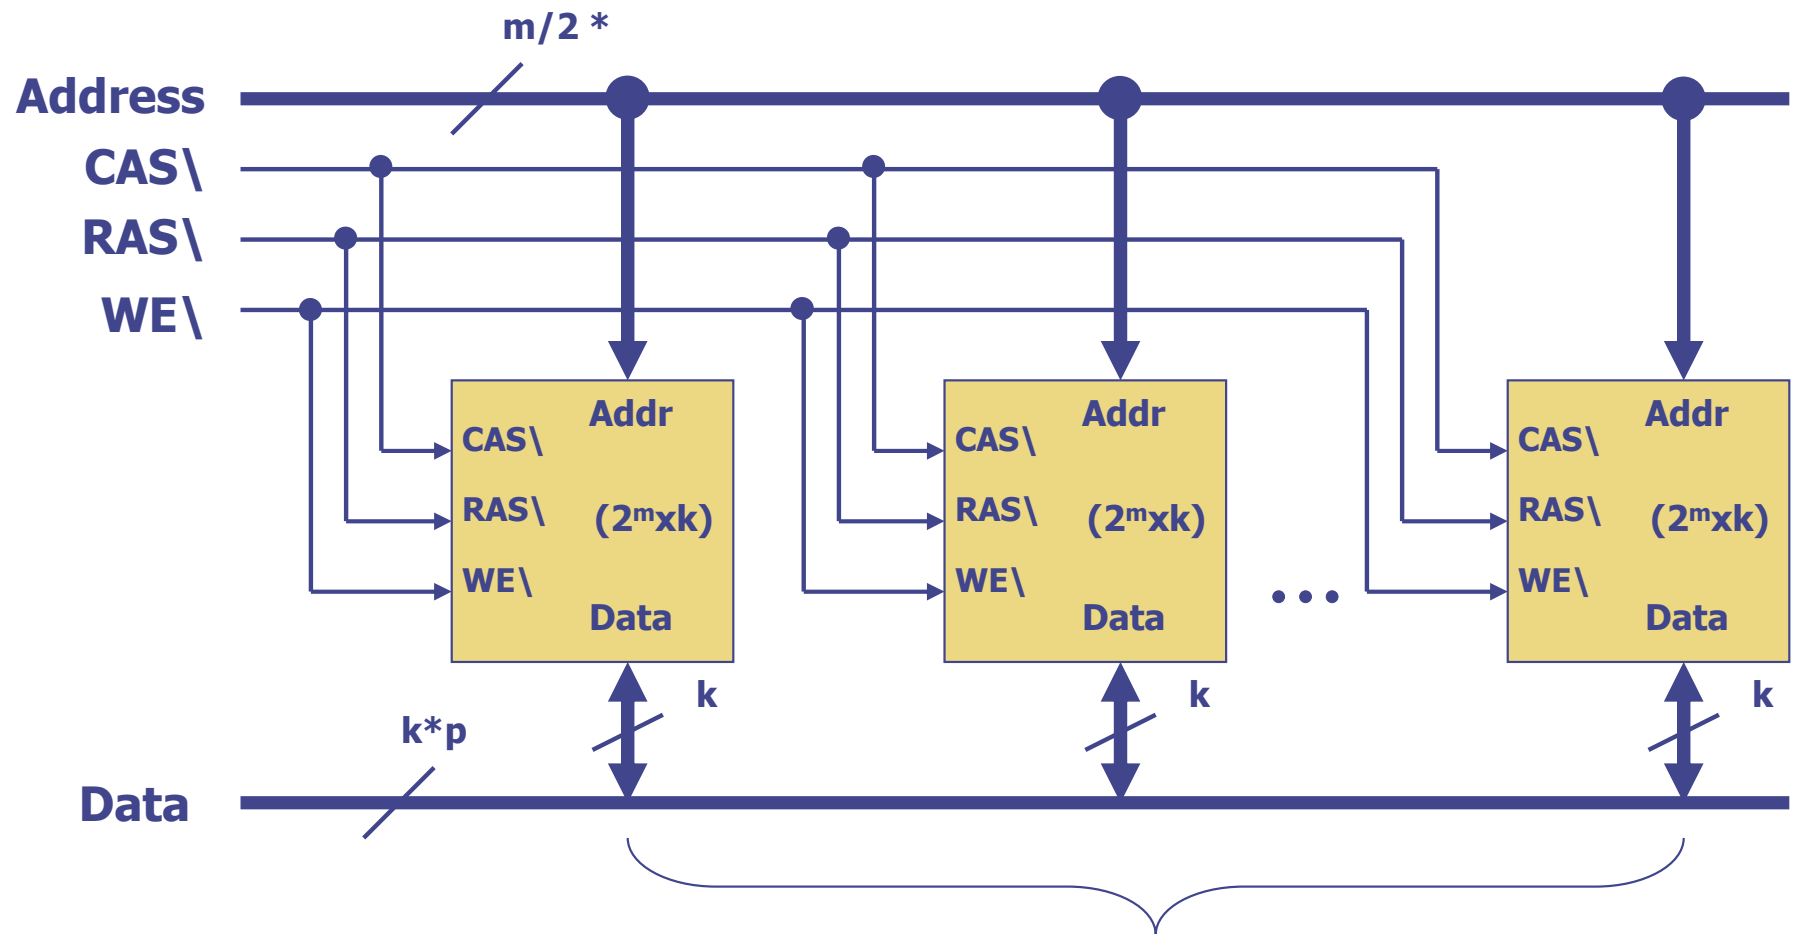 m/2 *
Address
CAS\
RAS\
WE\
Addr
CAS\
RAS\
(2ᵐxk)
WE\
Data
Addr
CAS\
RAS\
(2ᵐxk)
WE\
Data
• • •
Addr
CAS\
RAS\
(2ᵐxk)
WE\
Data
k
k
k
k*p
Data